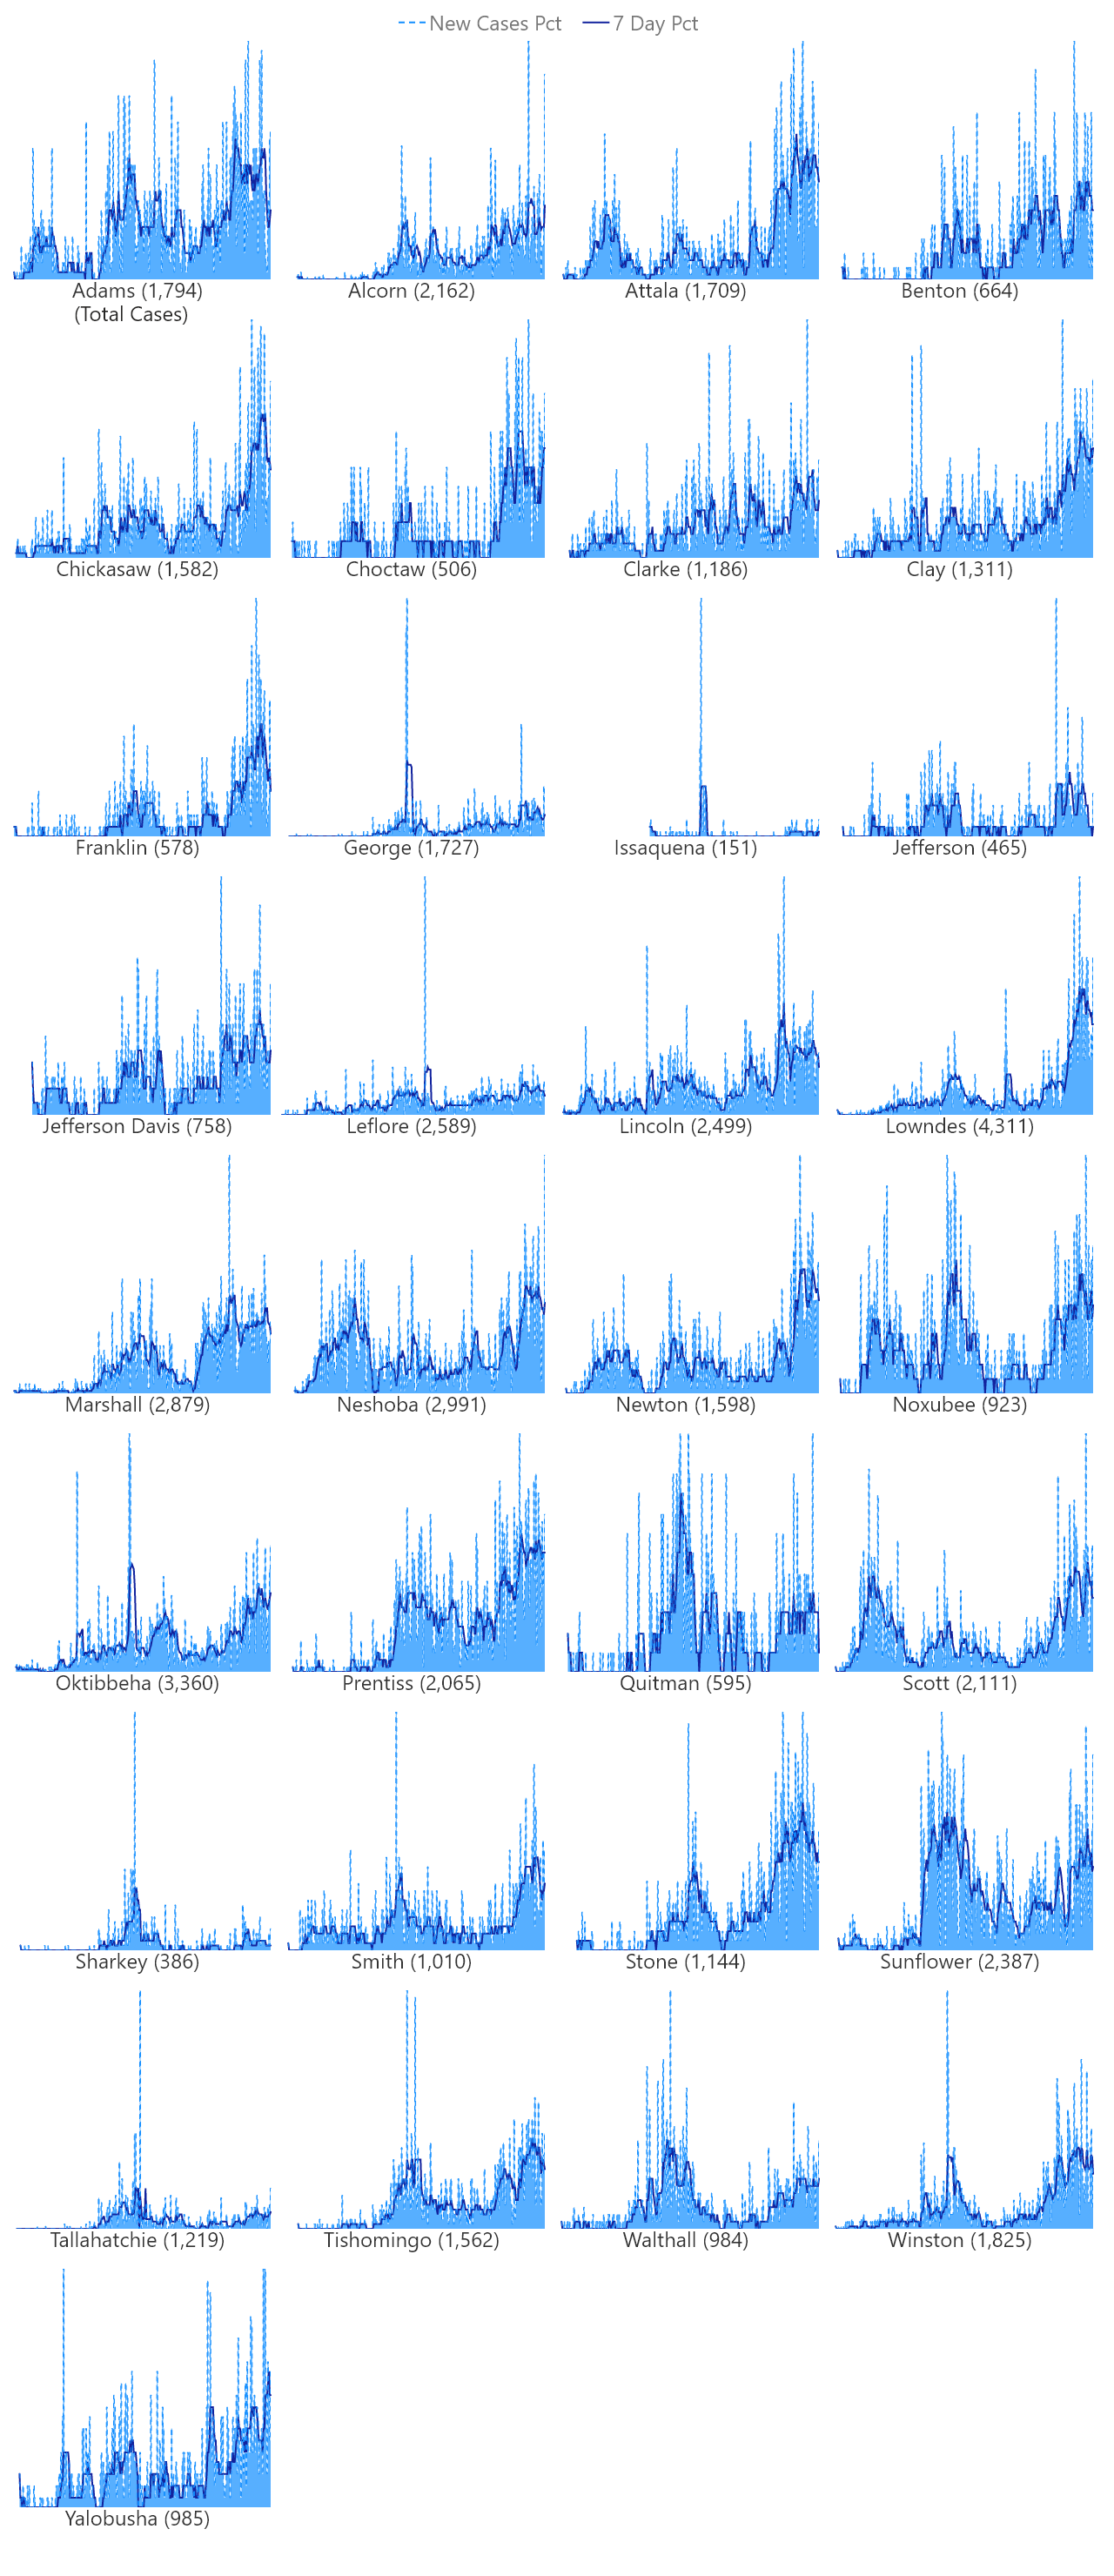 New Cases Pct 7 Day Pct
Adams (1,794) Alcorn (2,162) Attala (1,709) Benton (664)
(Total Cases)
Chickasaw (1,582) Choctaw (506) Clarke (1,186) Clay (1,311)
Franklin (578) George (1,727) Issaquena (151) Jefferson (465)
Jefferson Davis (758) Leflore (2,589) Lincoln (2,499) Lowndes (4,311)
Marshall (2,879) Neshoba (2,991) Newton (1,598) Noxubee (923)
Oktibbeha (3,360) Prentiss (2,065) Quitman (595) Scott (2,111)
Sharkey (386) Smith (1,010) Stone (1,144) Sunflower (2,387)
Tallahatchie (1,219) Tishomingo (1,562) Walthall (984) Winston (1,825)
Yalobusha (985)